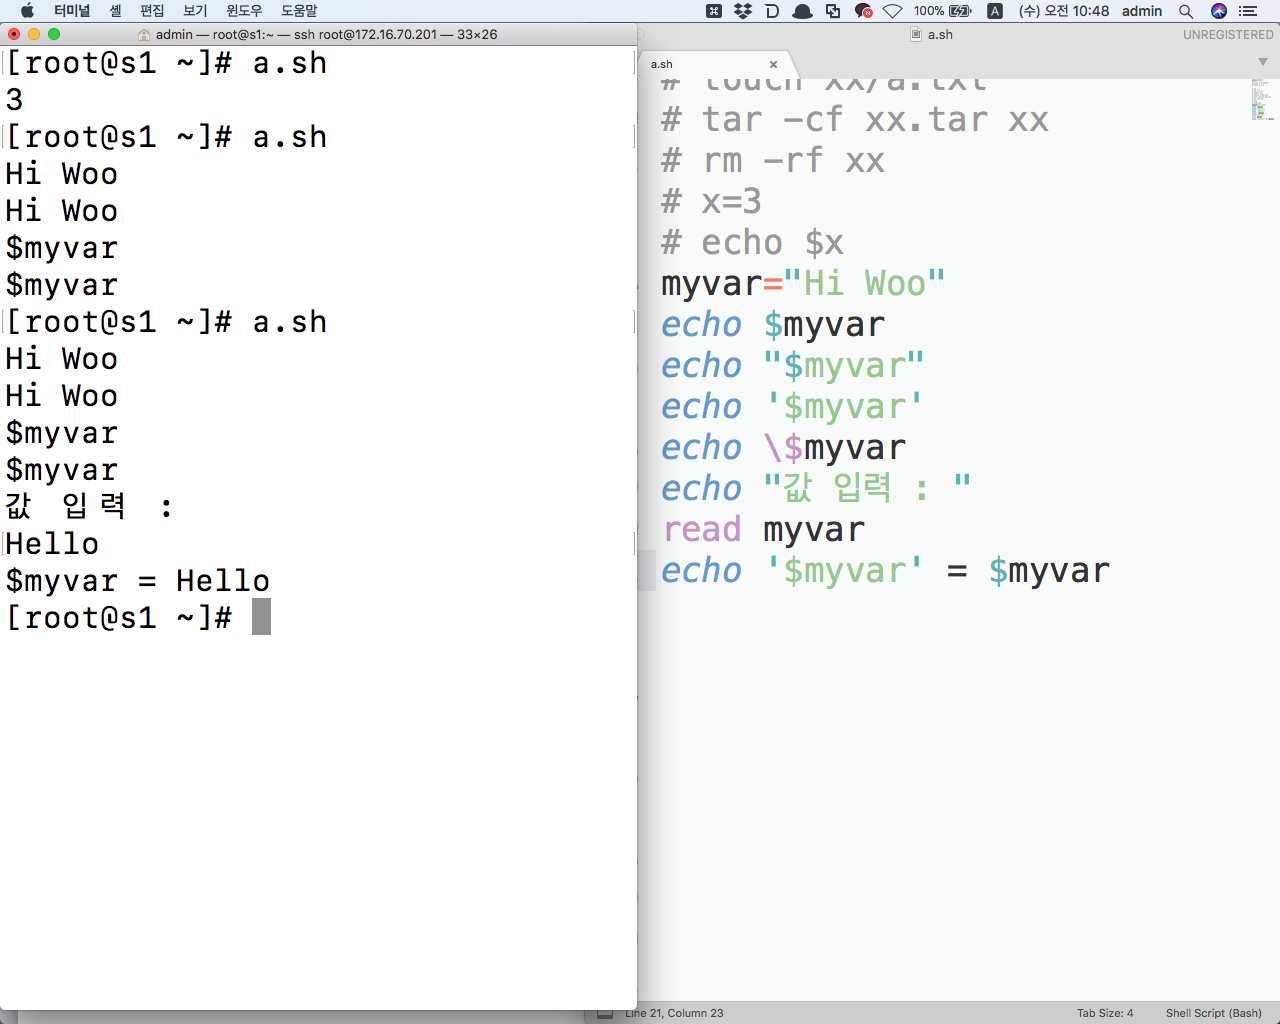 터미널 셸 편집 보기 윈도우 도움말 100% A (수) 오전 10:48 admin
admin — root@s1:~ — ssh root@172.16.70.201 — 33×26
[root@s1 ~]# a.sh
3
[root@s1 ~]# a.sh
Hi Woo
Hi Woo
$myvar
$myvar
[root@s1 ~]# a.sh
Hi Woo
Hi Woo
$myvar
$myvar
값 입력 :
Hello
$myvar = Hello
[root@s1 ~]#
a.sh
UNREGISTERED
a.sh
# touch xx/a.txt
# tar -cf xx.tar xx
# rm -rf xx
# x=3
# echo $x
myvar="Hi Woo"
echo $myvar
echo "$myvar"
echo '$myvar'
echo \$myvar
echo "값 입력 : "
read myvar
echo '$myvar' = $myvar
Line 21, Column 23
Tab Size: 4
Shell Script (Bash)